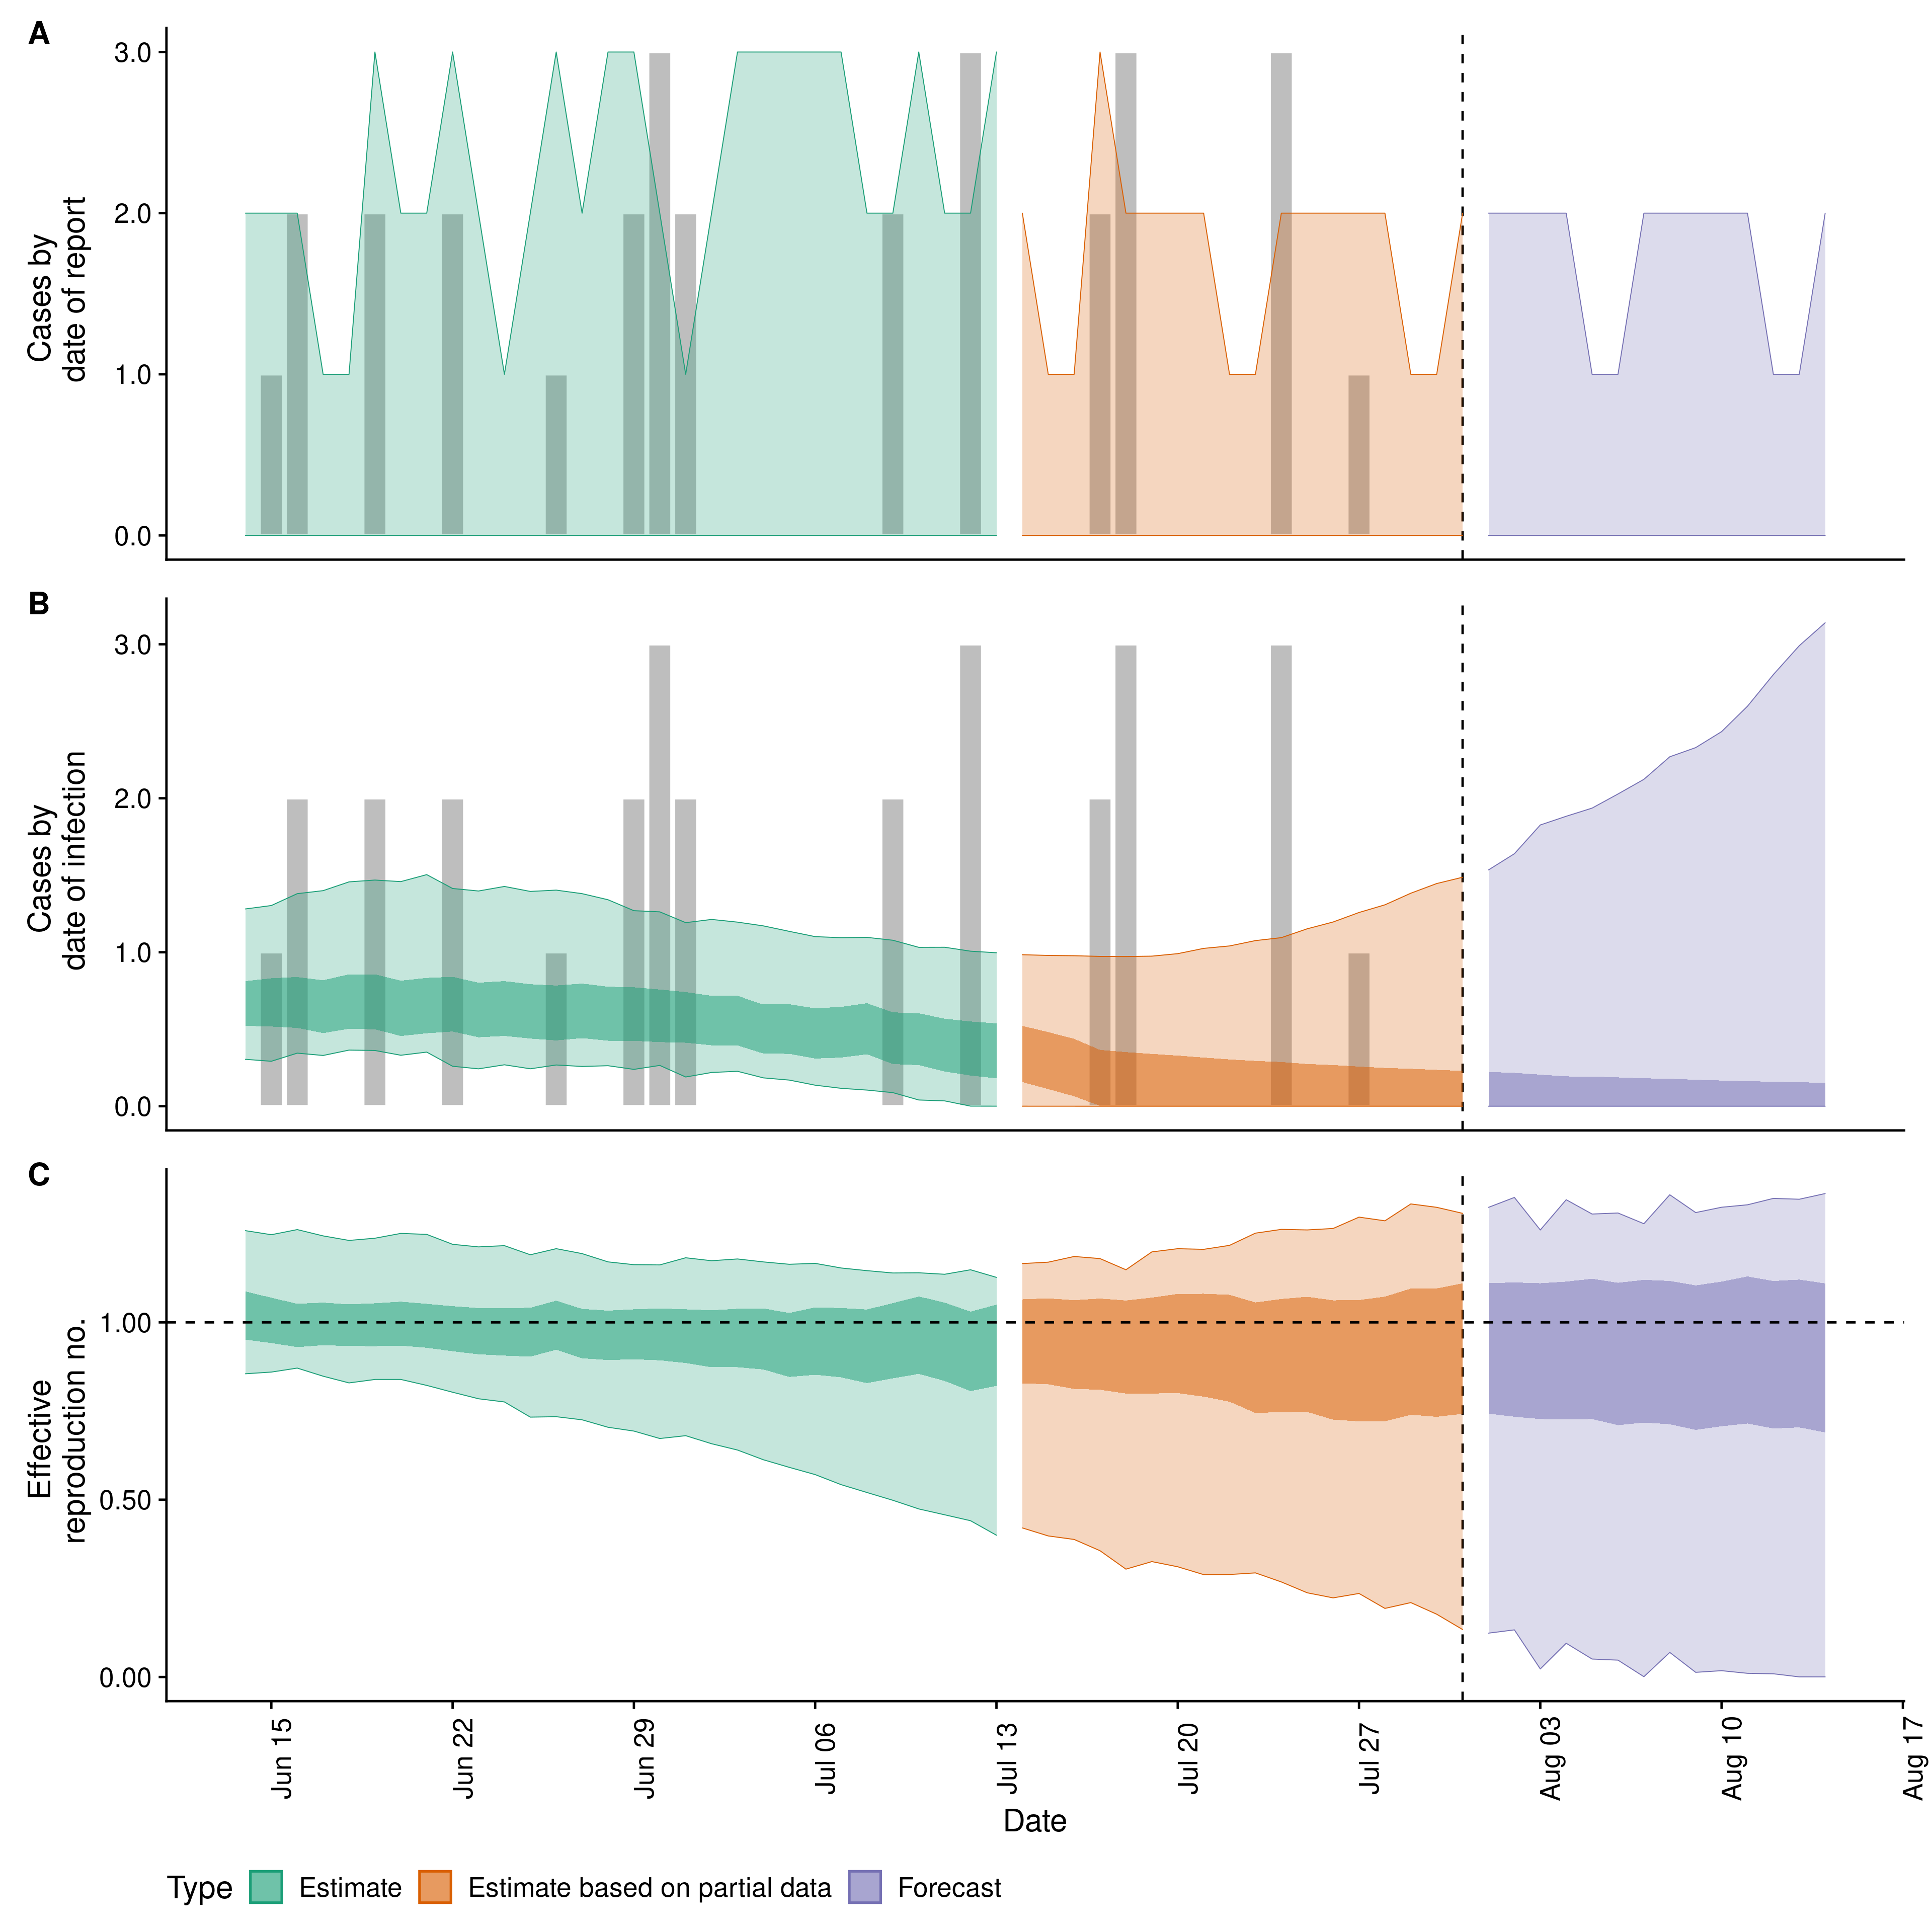 A
3.0
2.0
1.0
0.0
Cases by
date of report
B
3.0
2.0
1.0
0.0
Cases by
date of infection
C
1.00
0.50
0.00
Effective
reproduction no.
Jun 15
Jun 22
Jun 29
Jul 06
Jul 13
Jul 20
Jul 27
Aug 03
Aug 10
Aug 17
Date
Type Estimate Estimate based on partial data Forecast